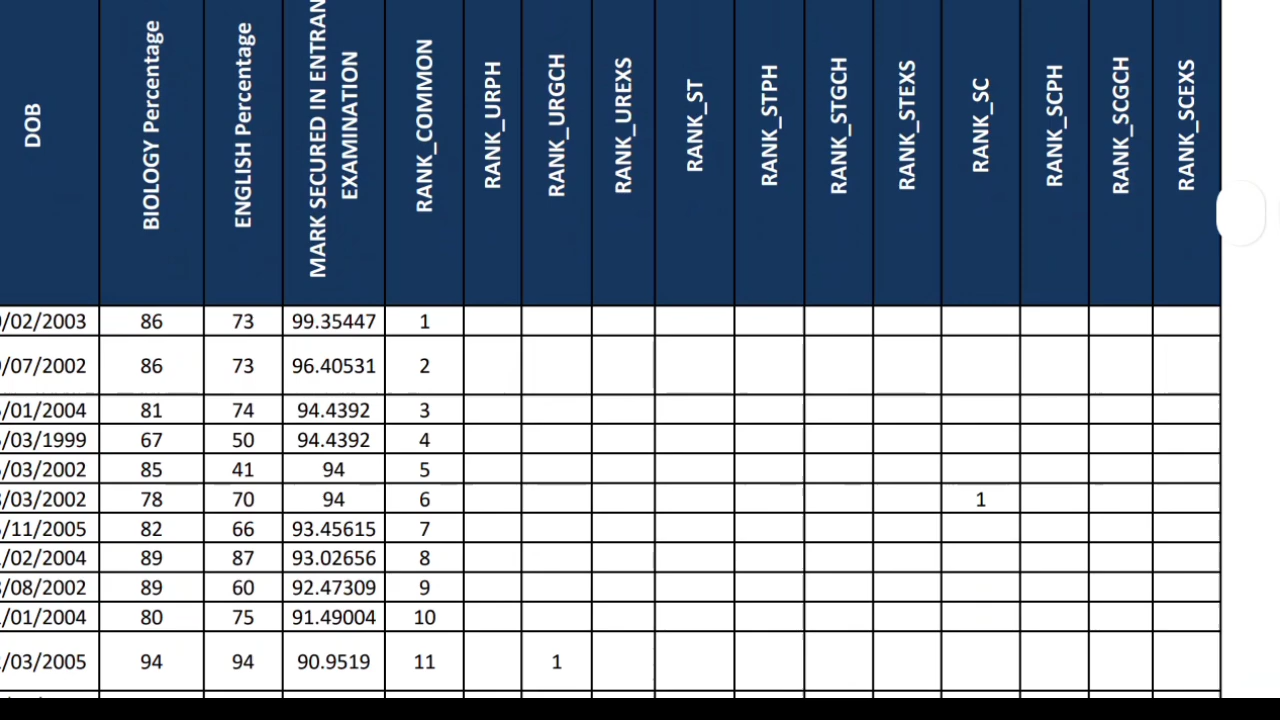 DOB BIOLOGY Percentage ENGLISH Percentage MARK SECURED IN ENTRAN EXAMINATION RANK_COMMON RANK_URPH RANK_URGCH RANK_UREXS RANK_ST RANK_STPH RANK_STGCH RANK_STEXS RANK_SC RANK_SCPH RANK_SCGCH RANK_SCEXS
/02/2003 86 73 99.35447 1
/07/2002 86 73 96.40531 2
/01/2004 81 74 94.4392 3
/03/1999 67 50 94.4392 4
/03/2002 85 41 94 5
/03/2002 78 70 94 6 1
/11/2005 82 66 93.45615 7
/02/2004 89 87 93.02656 8
/08/2002 89 60 92.47309 9
/01/2004 80 75 91.49004 10
/03/2005 94 94 90.9519 11 1